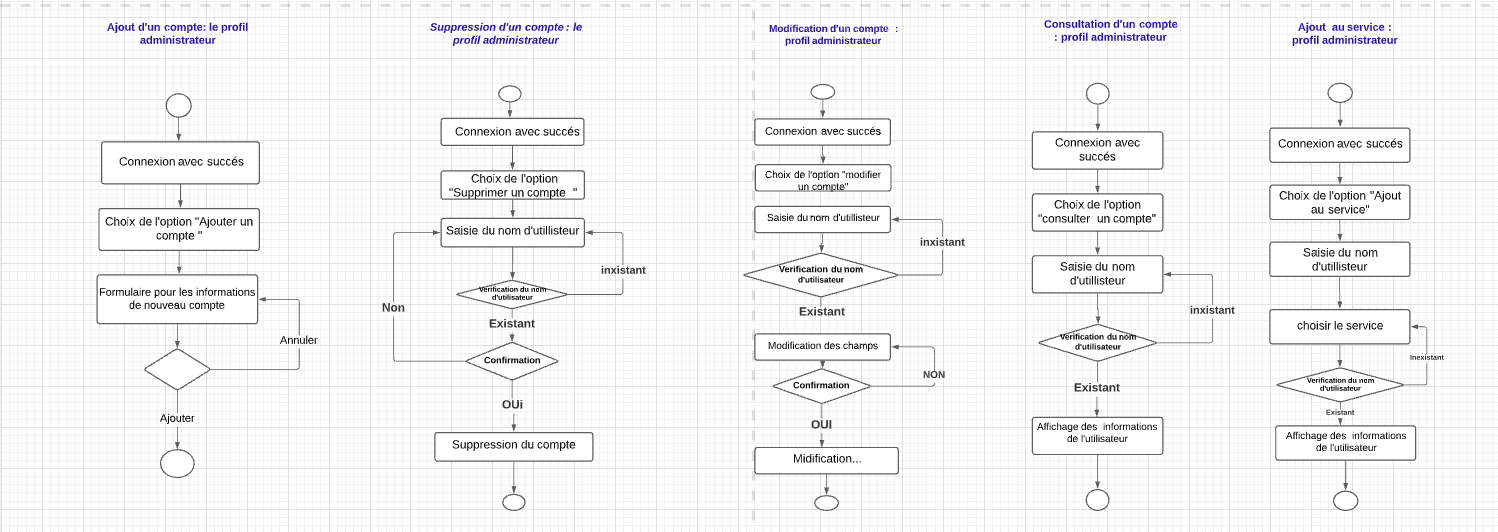 Ajout d'un compte: le profil
administrateur
Connexion avec succés
Choix de l'option "Ajouter un
compte "
Formulaire pour les informations
de nouveau compte
Annuler
Ajouter
Suppression d'un compte : le
profil administrateur
Connexion avec succés
Choix de l'option
"Supprimer un compte "
Saisie du nom d'utillisteur
inxistant
Verification du nom
d'utilisateur
Non
Existant
Confirmation
OUi
Suppression du compte
Modification d'un compte :
profil administrateur
Connexion avec succés
Choix de l'option "modifier
un compte"
Saisie du nom d'utillisteur
inxistant
Verification du nom
d'utilisateur
Existant
Modification des champs
NON
Confirmation
OUI
Midification...
Consultation d'un compte
: profil administrateur
Connexion avec
succés
Choix de l'option
"consulter un compte"
Saisie du nom
d'utillisteur
inxistant
Verification du nom
d'utilisateur
Existant
Affichage des informations
de l'utilisateur
Ajout au service :
profil administrateur
Connexion avec succés
Choix de l'option "Ajout
au service"
Saisie du nom
d'utillisteur
choisir le service
Inexistant
Verification du nom
d'utilisateur
Existant
Affichage des informations
de l'utilisateur